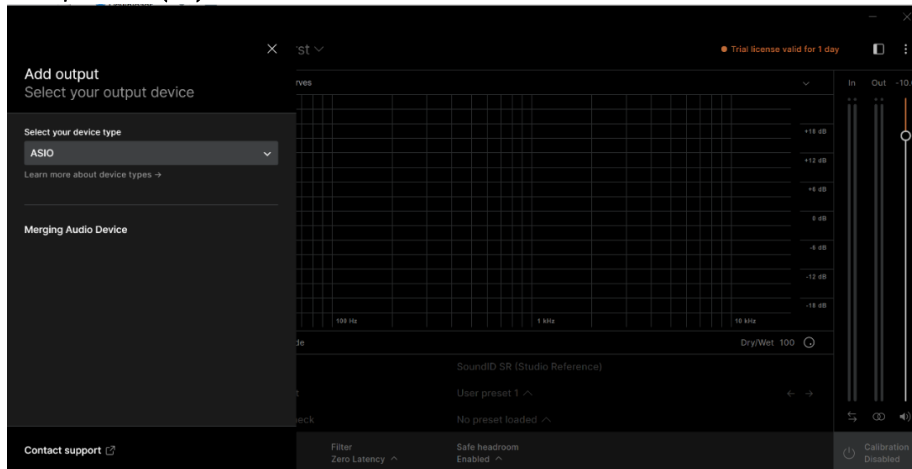 rst
Trial license valid for 1 day
Add output
Select your output device
rves
In Out -10.
Select your device type
ASIO
Learn more about device types →
Merging Audio Device
+18 dB
+12 dB
+6 dB
0 dB
-6 dB
-12 dB
-18 dB
100 Hz 1 kHz 10 kHz
de
Dry/Wet 100
SoundID SR (Studio Reference)
t
User preset 1
← →
eck
No preset loaded
Contact support
Filter
Zero Latency
Safe headroom
Enabled
Calibration
Disabled